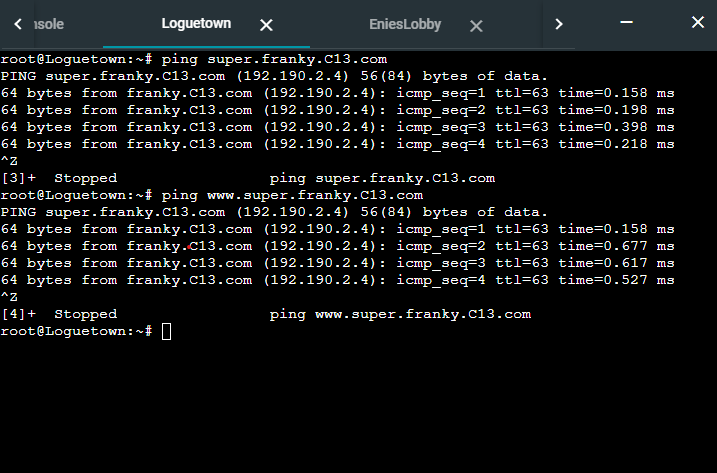 nsole Loguetown EniesLobby
root@Loguetown:~# ping super.franky.C13.com
PING super.franky.C13.com (192.190.2.4) 56(84) bytes of data.
64 bytes from franky.C13.com (192.190.2.4): icmp_seq=1 ttl=63 time=0.158 ms
64 bytes from franky.C13.com (192.190.2.4): icmp_seq=2 ttl=63 time=0.198 ms
64 bytes from franky.C13.com (192.190.2.4): icmp_seq=3 ttl=63 time=0.398 ms
64 bytes from franky.C13.com (192.190.2.4): icmp_seq=4 ttl=63 time=0.218 ms
^Z
[3]+  Stopped                 ping super.franky.C13.com
root@Loguetown:~# ping www.super.franky.C13.com
PING super.franky.C13.com (192.190.2.4) 56(84) bytes of data.
64 bytes from franky.C13.com (192.190.2.4): icmp_seq=1 ttl=63 time=0.158 ms
64 bytes from franky.C13.com (192.190.2.4): icmp_seq=2 ttl=63 time=0.677 ms
64 bytes from franky.C13.com (192.190.2.4): icmp_seq=3 ttl=63 time=0.617 ms
64 bytes from franky.C13.com (192.190.2.4): icmp_seq=4 ttl=63 time=0.527 ms
^Z
[4]+  Stopped                 ping www.super.franky.C13.com
root@Loguetown:~#